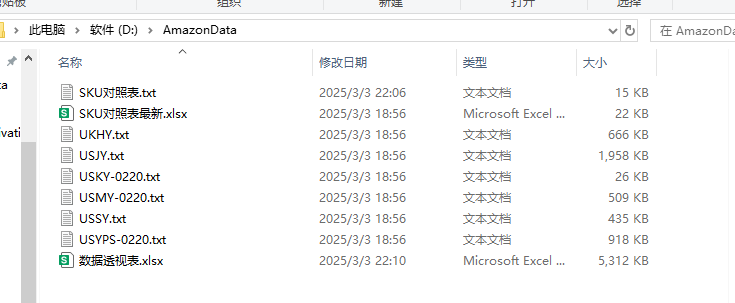 组织
新建
打开
选择
此电脑 > 软件 (D:) > AmazonData
在 AmazonDa
名称 修改日期 类型 大小
SKU对照表.txt 2025/3/3 22:06 文本文档 15 KB
SKU对照表最新.xlsx 2025/3/3 18:56 Microsoft Excel ... 22 KB
UKHY.txt 2025/3/3 18:56 文本文档 666 KB
USJY.txt 2025/3/3 18:56 文本文档 1,958 KB
USKY-0220.txt 2025/3/3 18:56 文本文档 26 KB
USMY-0220.txt 2025/3/3 18:56 文本文档 509 KB
USSY.txt 2025/3/3 18:56 文本文档 435 KB
USYPS-0220.txt 2025/3/3 18:56 文本文档 918 KB
数据透视表.xlsx 2025/3/3 22:10 Microsoft Excel ... 5,312 KB